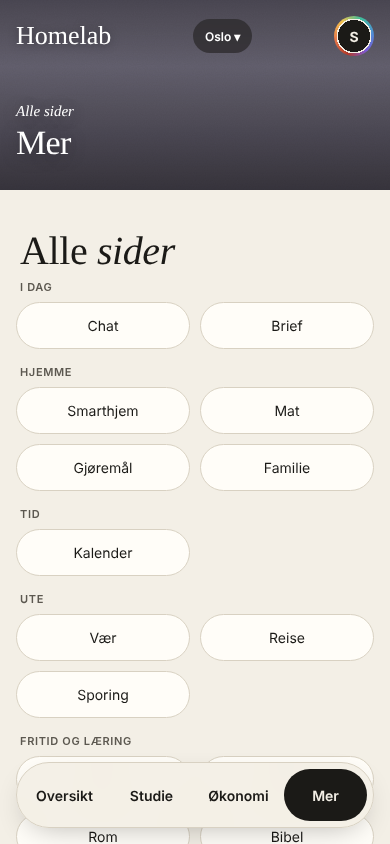 Homelab
Oslo ▾
S
Alle sider
Mer
Alle sider
I DAG
Chat
Brief
HJEMME
Smarthjem
Mat
Gjøremål
Familie
TID
Kalender
UTE
Vær
Reise
Sporing
FRITID OG LÆRING
Oversikt
Studie
Økonomi
Mer
Rom
Bibel